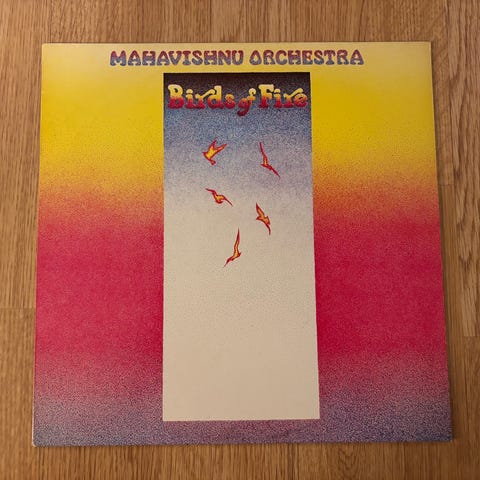 MAHAVISHNU ORCHESTRA
Birds of Fire